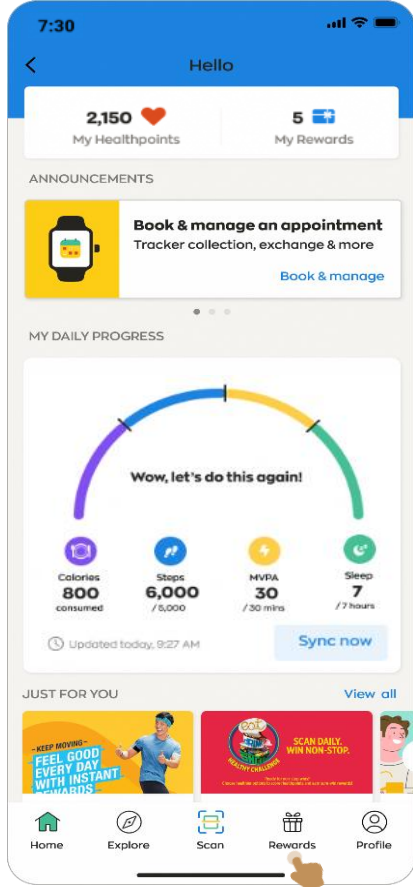 7:30
Hello
2,150
5
My Healthpoints
My Rewards
ANNOUNCEMENTS
Book & manage an appointment
Tracker collection, exchange & more
Book & manage
MY DAILY PROGRESS
Wow, let's do this again!
Calories
Steps
MVPA
Sleep
800
6,000
30
7
consumed
/5,000
/30 mins
/7 hours
Updated today, 9:27 AM
Sync now
JUST FOR YOU
View all
- KEEP MOVING -
FEEL GOOD
EVERY DAY
WITH INSTANT
REWARDS
eat
HEALTHY CHALLENGE
SCAN DAILY.
WIN NON-STOP.
Home
Explore
Scan
Rewards
Profile